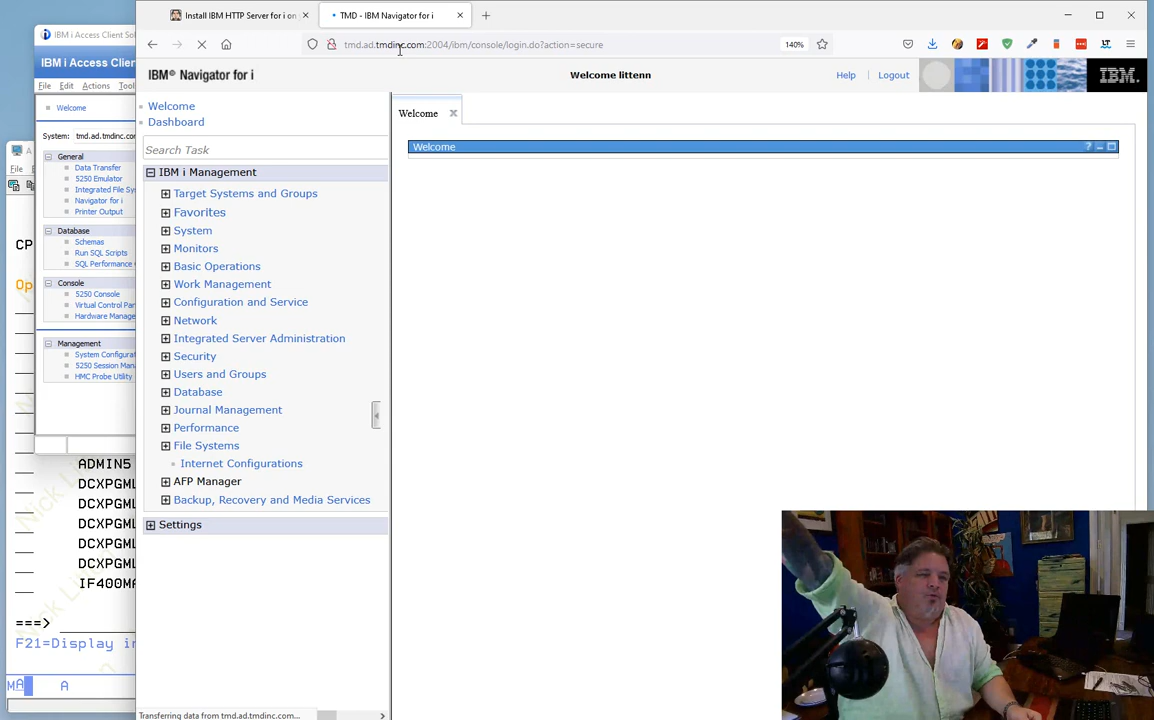 Install IBM HTTP Server for i on
TMD - IBM Navigator for i
tmd.ad.tmdinc.com:2004/ibm/console/login.do?action=secure
140%
IBM i Access Client Sol
IBM i Access Clien
File Edit Actions Tool
Welcome
System: tmd.ad.tmdinc.com
General
Data Transfer
5250 Emulator
Integrated File Sy
Navigator for i
Printer Output
Database
Schemas
Run SQL Scripts
SQL Performance
Console
5250 Console
Virtual Control Pan
Hardware Manage
Management
System Configurat
5250 Session Man
HMC Probe Utility
IBM® Navigator for i
Welcome littenn
Help
Logout
IBM.
Welcome
Dashboard
Search Task
IBM i Management
Target Systems and Groups
Favorites
System
Monitors
Basic Operations
Work Management
Configuration and Service
Network
Integrated Server Administration
Security
Users and Groups
Database
Journal Management
Performance
File Systems
Internet Configurations
AFP Manager
Backup, Recovery and Media Services
Settings
Welcome
Welcome
File
CP
Op
ADMIN5
DCXPGML
DCXPGML
DCXPGML
DCXPGML
DCXPGML
IF400MA
===>
F21=Display in
MA A
Transferring data from tmd.ad.tmdinc.com...